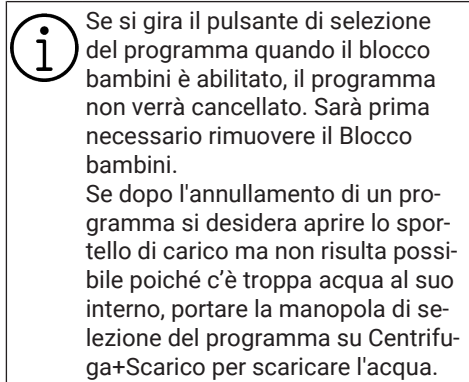 Se si gira il pulsante di selezione
del programma quando il blocco
bambini è abilitato, il programma
non verrà cancellato. Sarà prima
necessario rimuovere il Blocco
bambini.
Se dopo l'annullamento di un pro-
gramma si desidera aprire lo spor-
tello di carico ma non risulta possi-
bile poiché c’è troppa acqua al suo
interno, portare la manopola di se-
lezione del programma su Centrifu-
ga+Scarico per scaricare l'acqua.